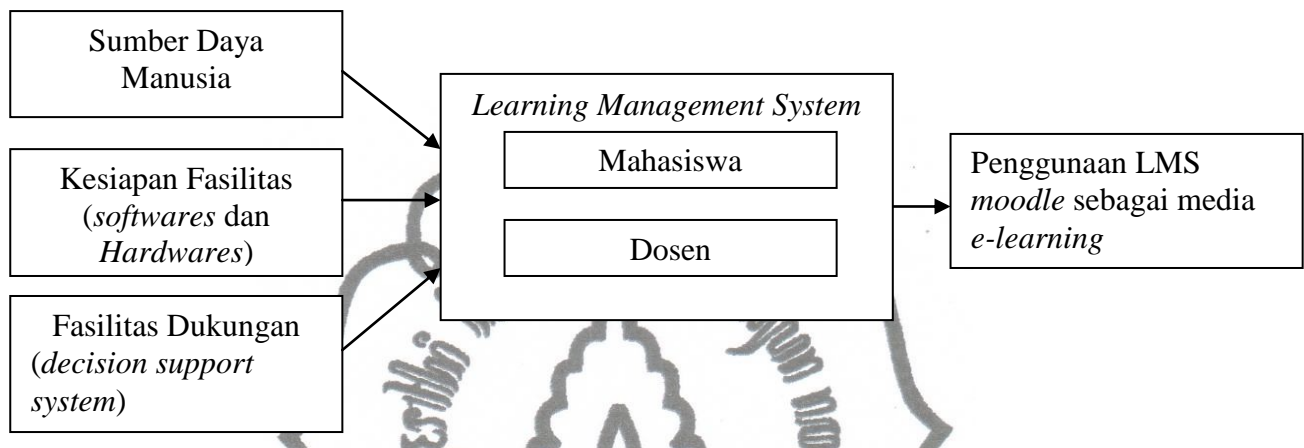 Sumber Daya
Manusia
Kesiapan Fasilitas
(softwares dan
Hardwares)
Fasilitas Dukungan
(decision support
system)
Learning Management System
Mahasiswa
Dosen
Penggunaan LMS
moodle sebagai media
e-learning